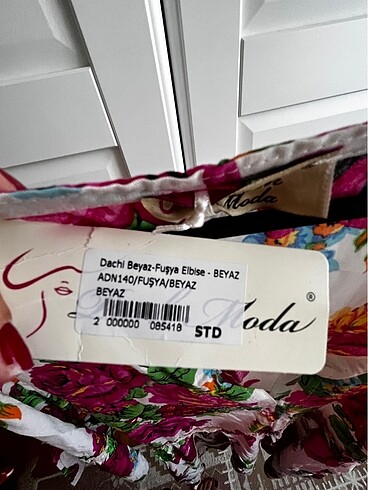 Moda
Dachi Beyaz-Fuşya Elbise - BEYAZ
ADN140/FUŞYA/BEYAZ
BEYAZ
2 000000 085418
STD
Moda ®